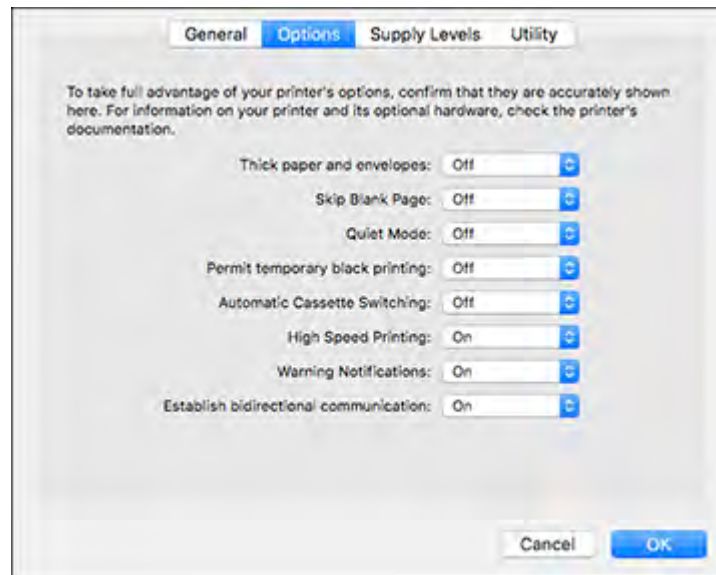 General Options Supply Levels Utility
To take full advantage of your printer's options, confirm that they are accurately shown
here. For information on your printer and its optional hardware, check the printer's
documentation.
Thick paper and envelopes: Off
Skip Blank Page: Off
Quiet Mode: Off
Permit temporary black printing: Off
Automatic Cassette Switching: Off
High Speed Printing: On
Warning Notifications: On
Establish bidirectional communication: On
Cancel OK